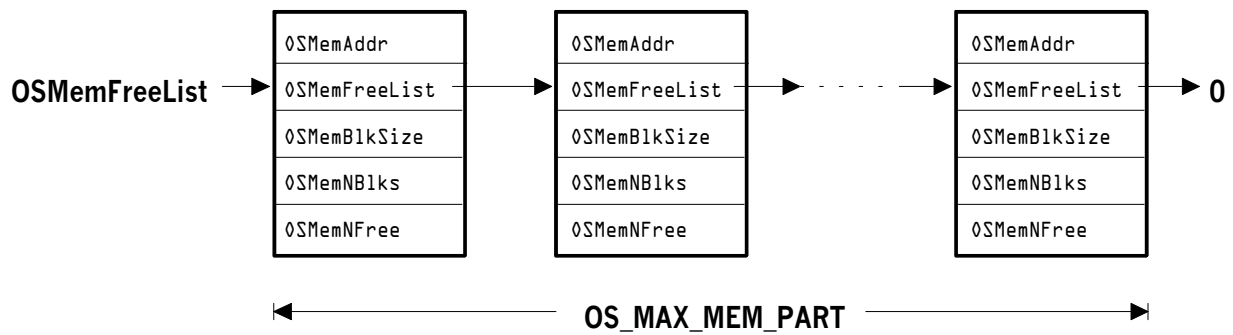 OSMemAddr OSMemAddr OSMemAddr
OSMemFreeList OSMemFreeList OSMemFreeList OSMemFreeList 0
OSMemBlkSize OSMemBlkSize OSMemBlkSize
OSMemNBlks OSMemNBlks OSMemNBlks
OSMemNFree OSMemNFree OSMemNFree
OS_MAX_MEM_PART